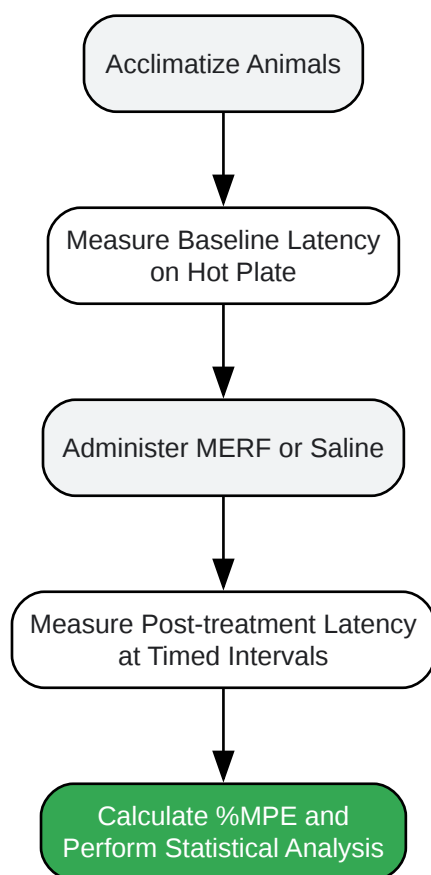 Acclimatize Animals
Measure Baseline Latency
on Hot Plate
Administer MERF or Saline
Measure Post-treatment Latency
at Timed Intervals
Calculate %MPE and
Perform Statistical Analysis